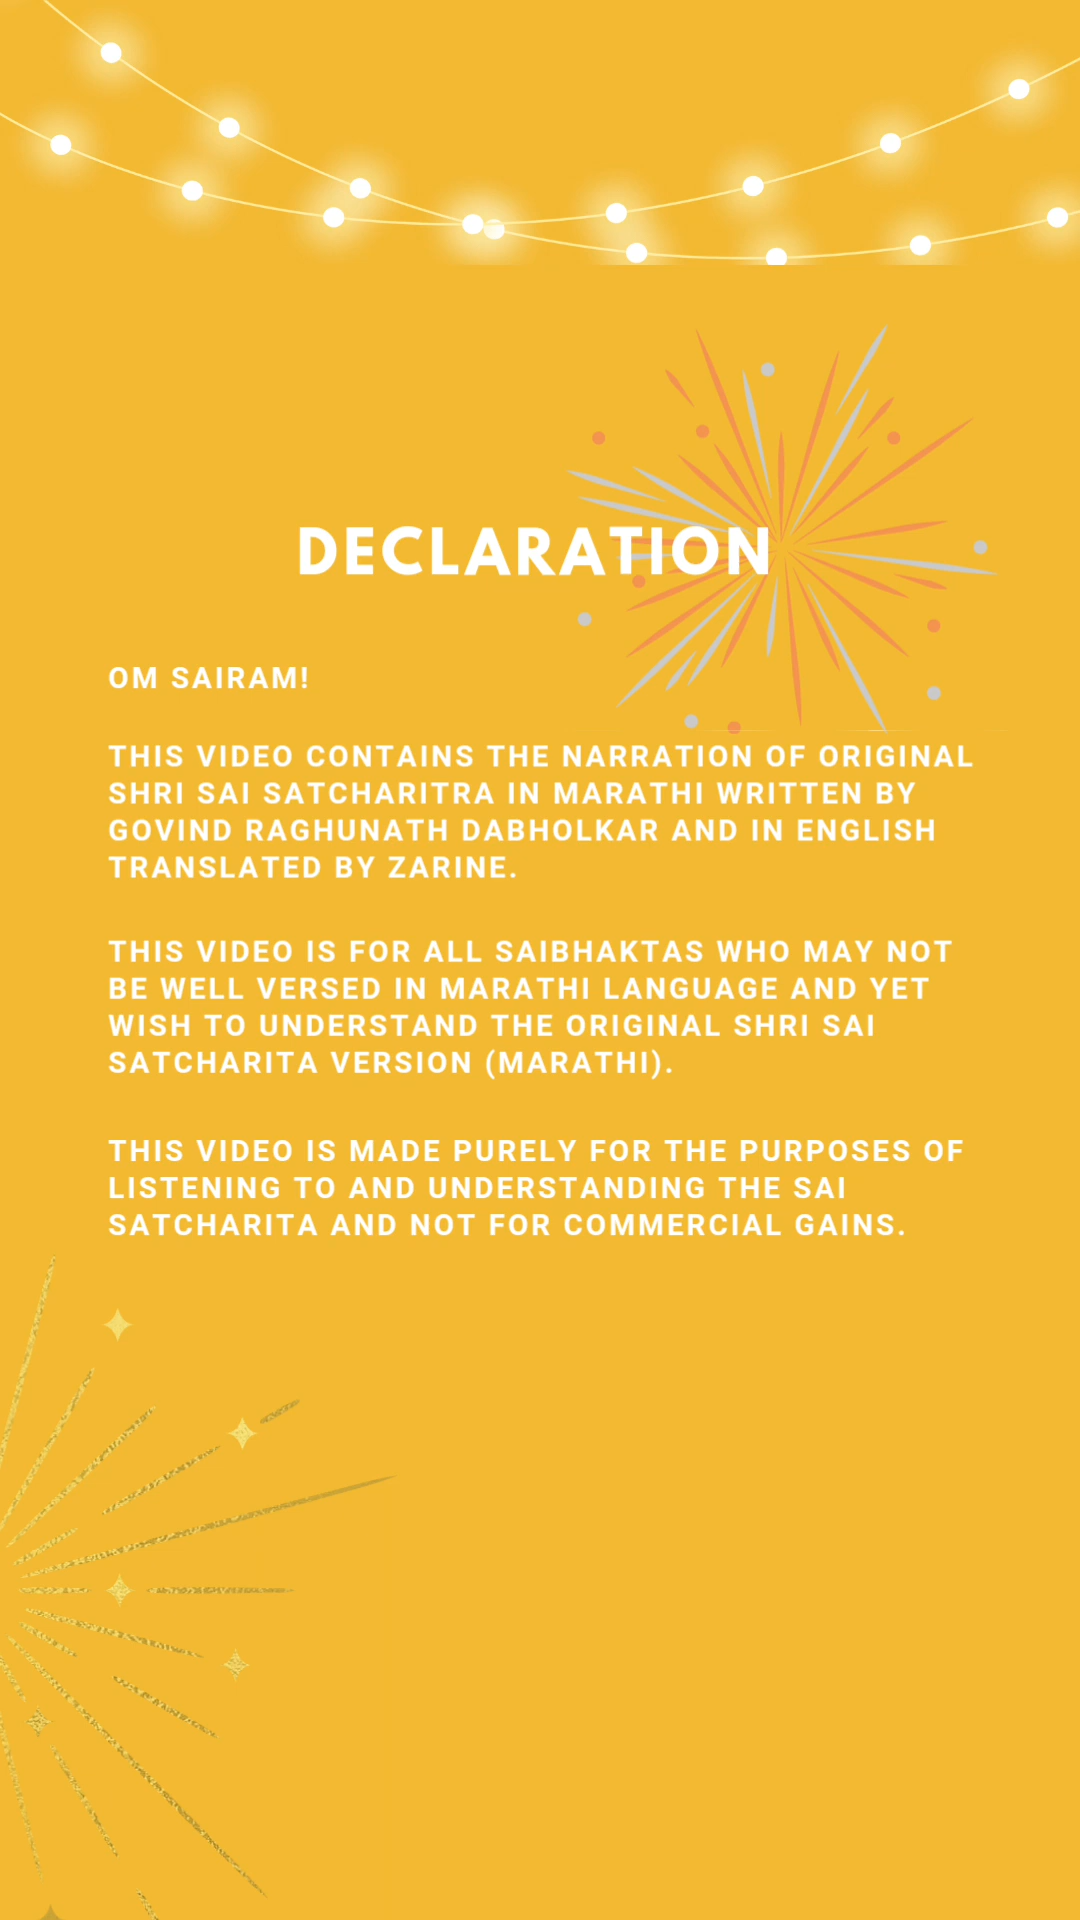 DECLARATION
OM SAIRAM!
THIS VIDEO CONTAINS THE NARRATION OF ORIGINAL
SHRI SAI SATCHARITRA IN MARATHI WRITTEN BY
GOVIND RAGHUNATH DABHOLKAR AND IN ENGLISH
TRANSLATED BY ZARINE.
THIS VIDEO IS FOR ALL SAIBHAKTAS WHO MAY NOT
BE WELL VERSED IN MARATHI LANGUAGE AND YET
WISH TO UNDERSTAND THE ORIGINAL SHRI SAI
SATCHARITA VERSION (MARATHI).
THIS VIDEO IS MADE PURELY FOR THE PURPOSES OF
LISTENING TO AND UNDERSTANDING THE SAI
SATCHARITA AND NOT FOR COMMERCIAL GAINS.